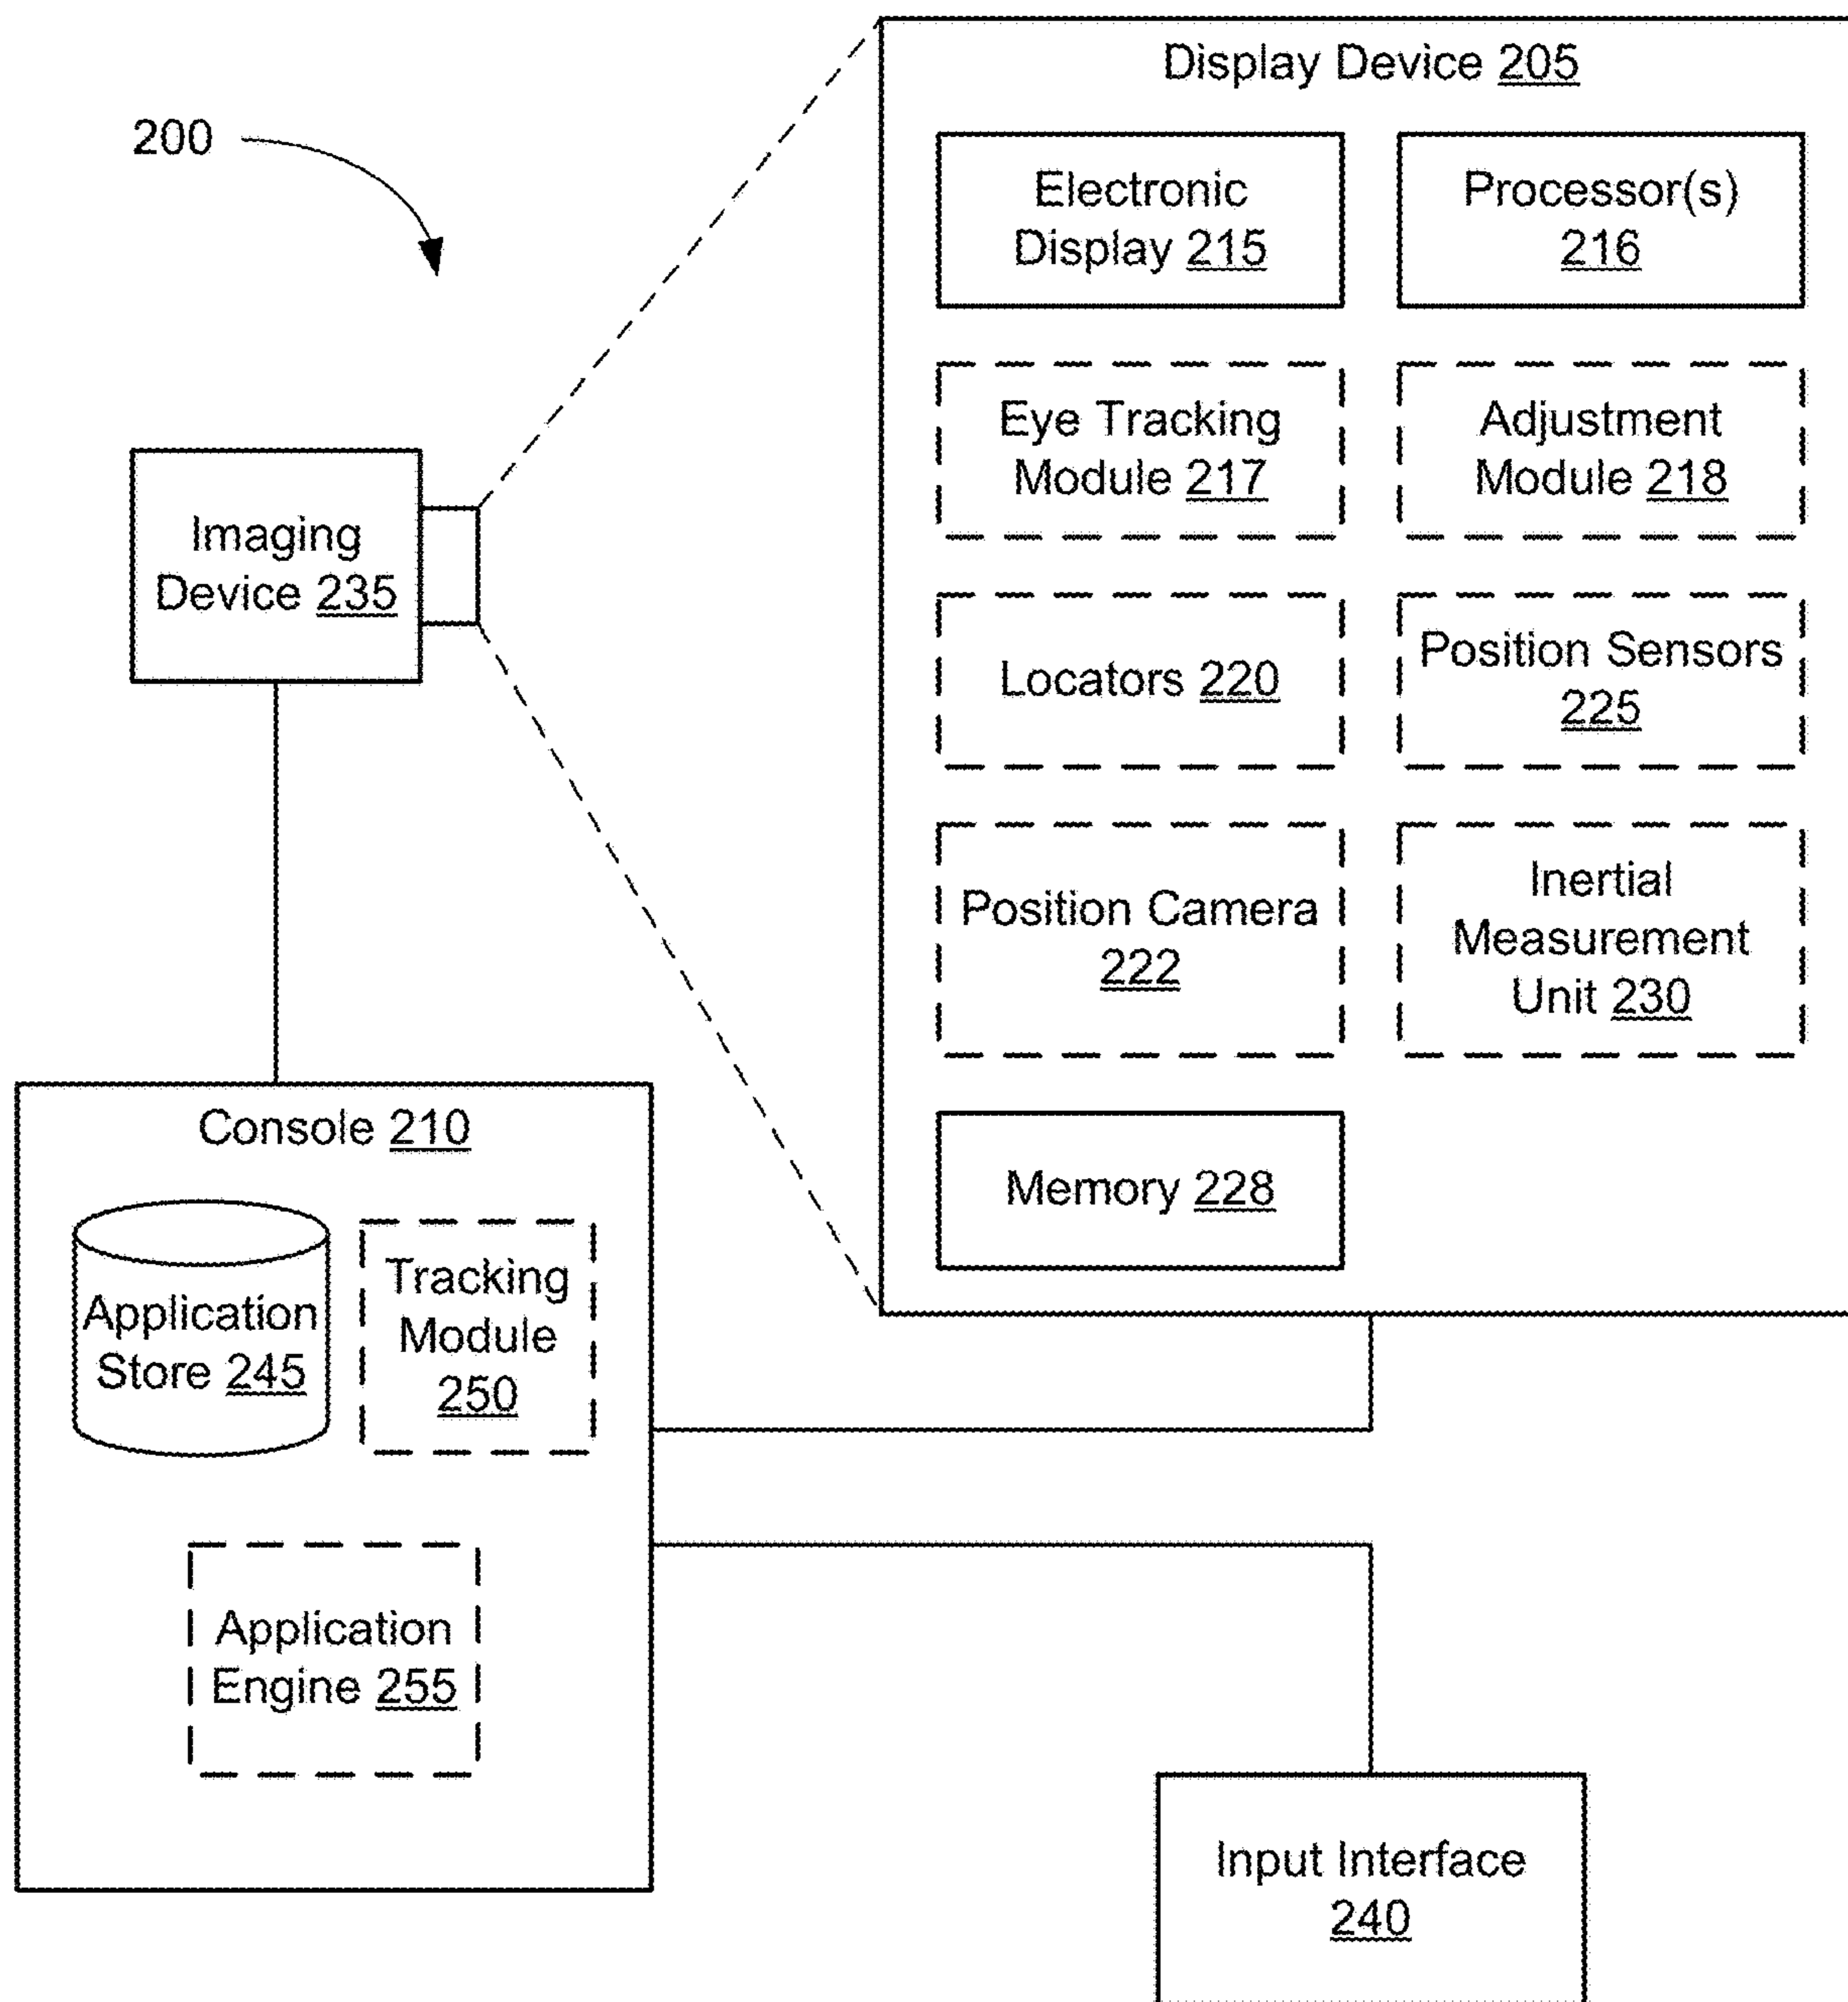 200
Display Device 205
Electronic
Display 215
Processor(s)
216
Eye Tracking
Module 217
Adjustment
Module 218
Imaging
Device 235
Locators 220
Position Sensors
225
Position Camera
222
Inertial
Measurement
Unit 230
Memory 228
Console 210
Application
Store 245
Tracking
Module
250
Application
Engine 255
Input Interface
240